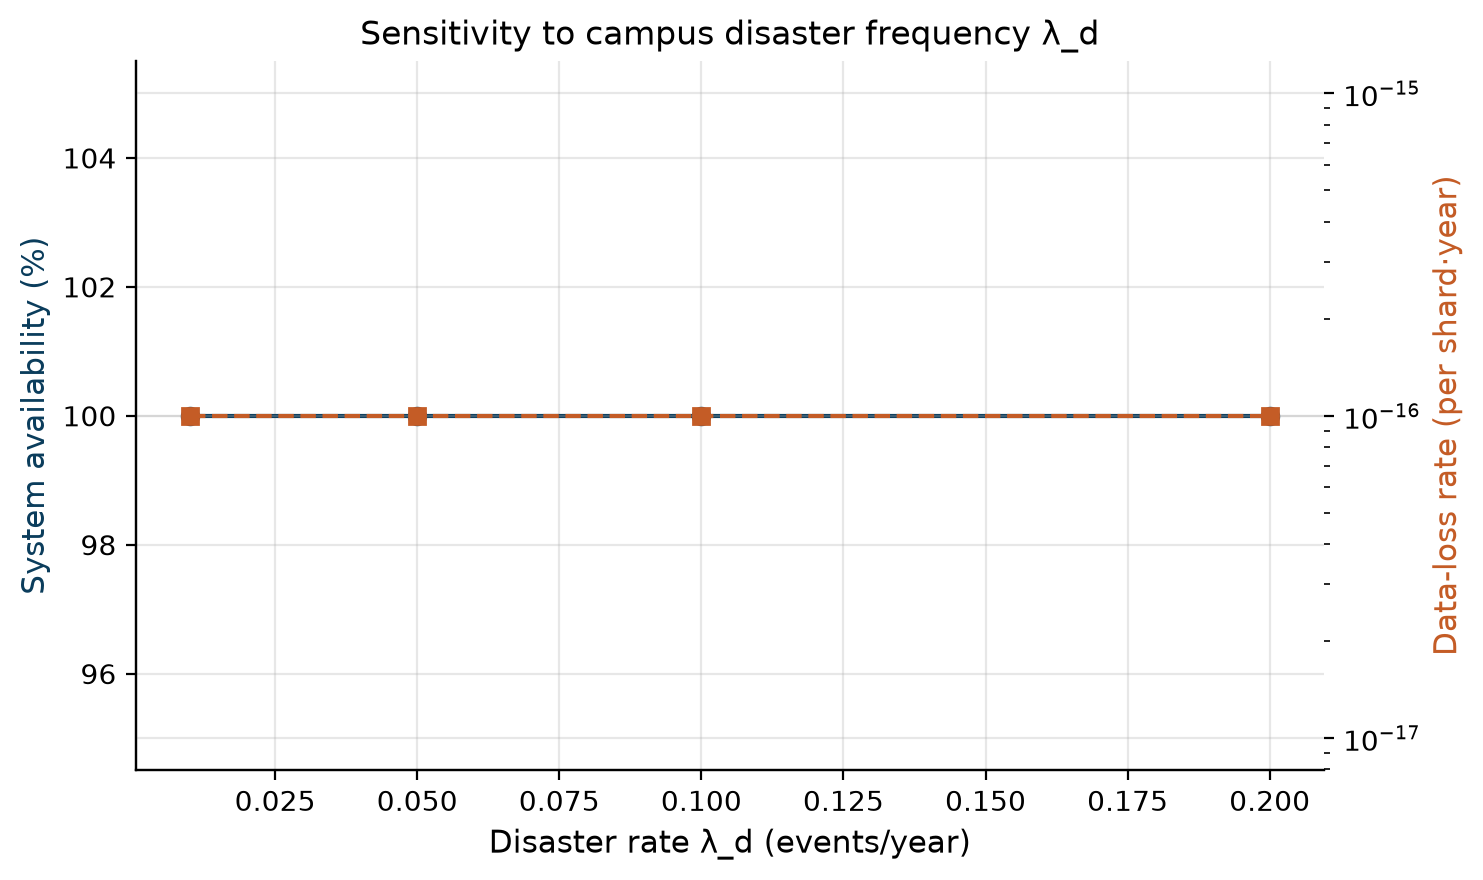 Sensitivity to campus disaster frequency λ_d
System availability (%)
104
102
100
98
96
10⁻¹⁵
10⁻¹⁶
10⁻¹⁷
Data-loss rate (per shard·year)
0.025 0.050 0.075 0.100 0.125 0.150 0.175 0.200
Disaster rate λ_d (events/year)